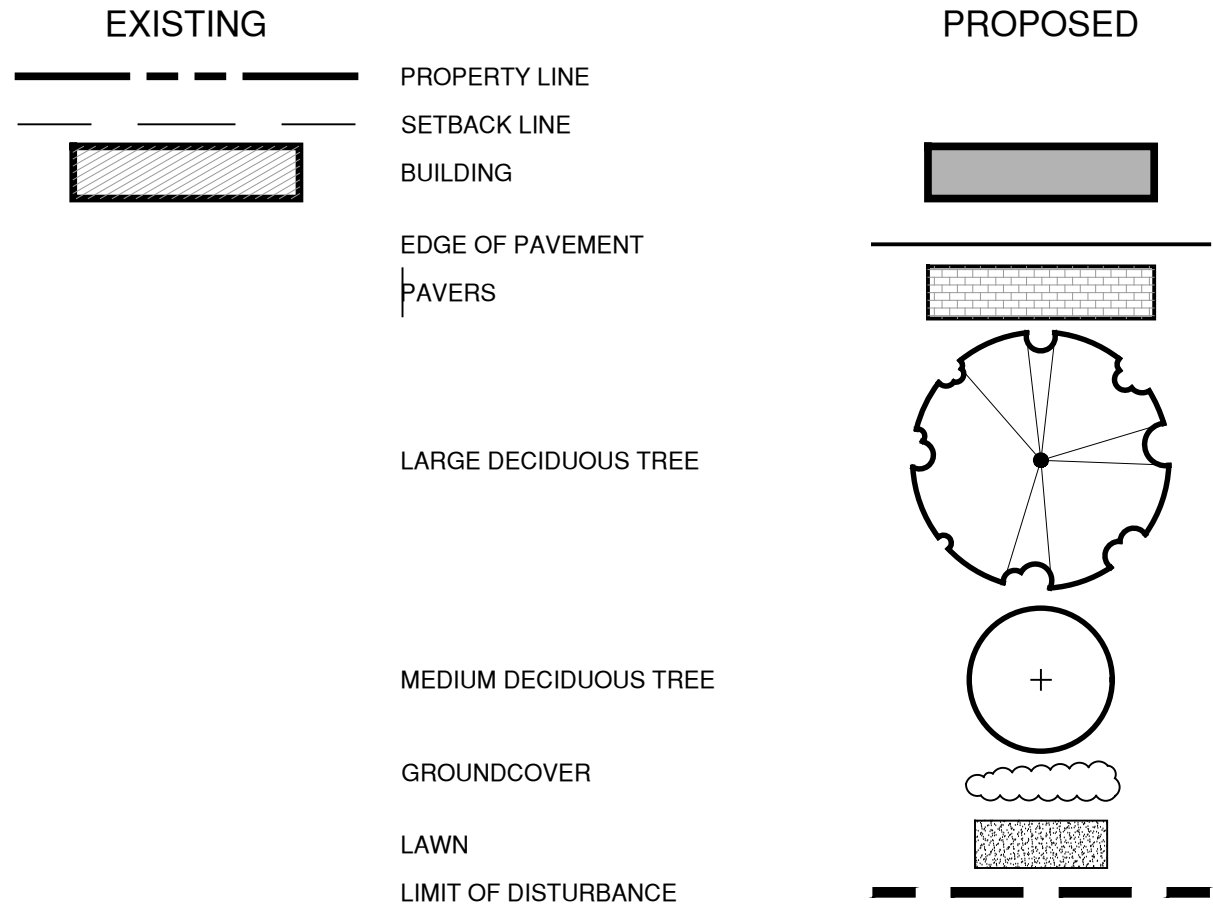 EXISTING PROPOSED
PROPERTY LINE
SETBACK LINE
BUILDING
EDGE OF PAVEMENT
PAVERS
LARGE DECIDUOUS TREE
MEDIUM DECIDUOUS TREE
GROUNDCOVER
LAWN
LIMIT OF DISTURBANCE